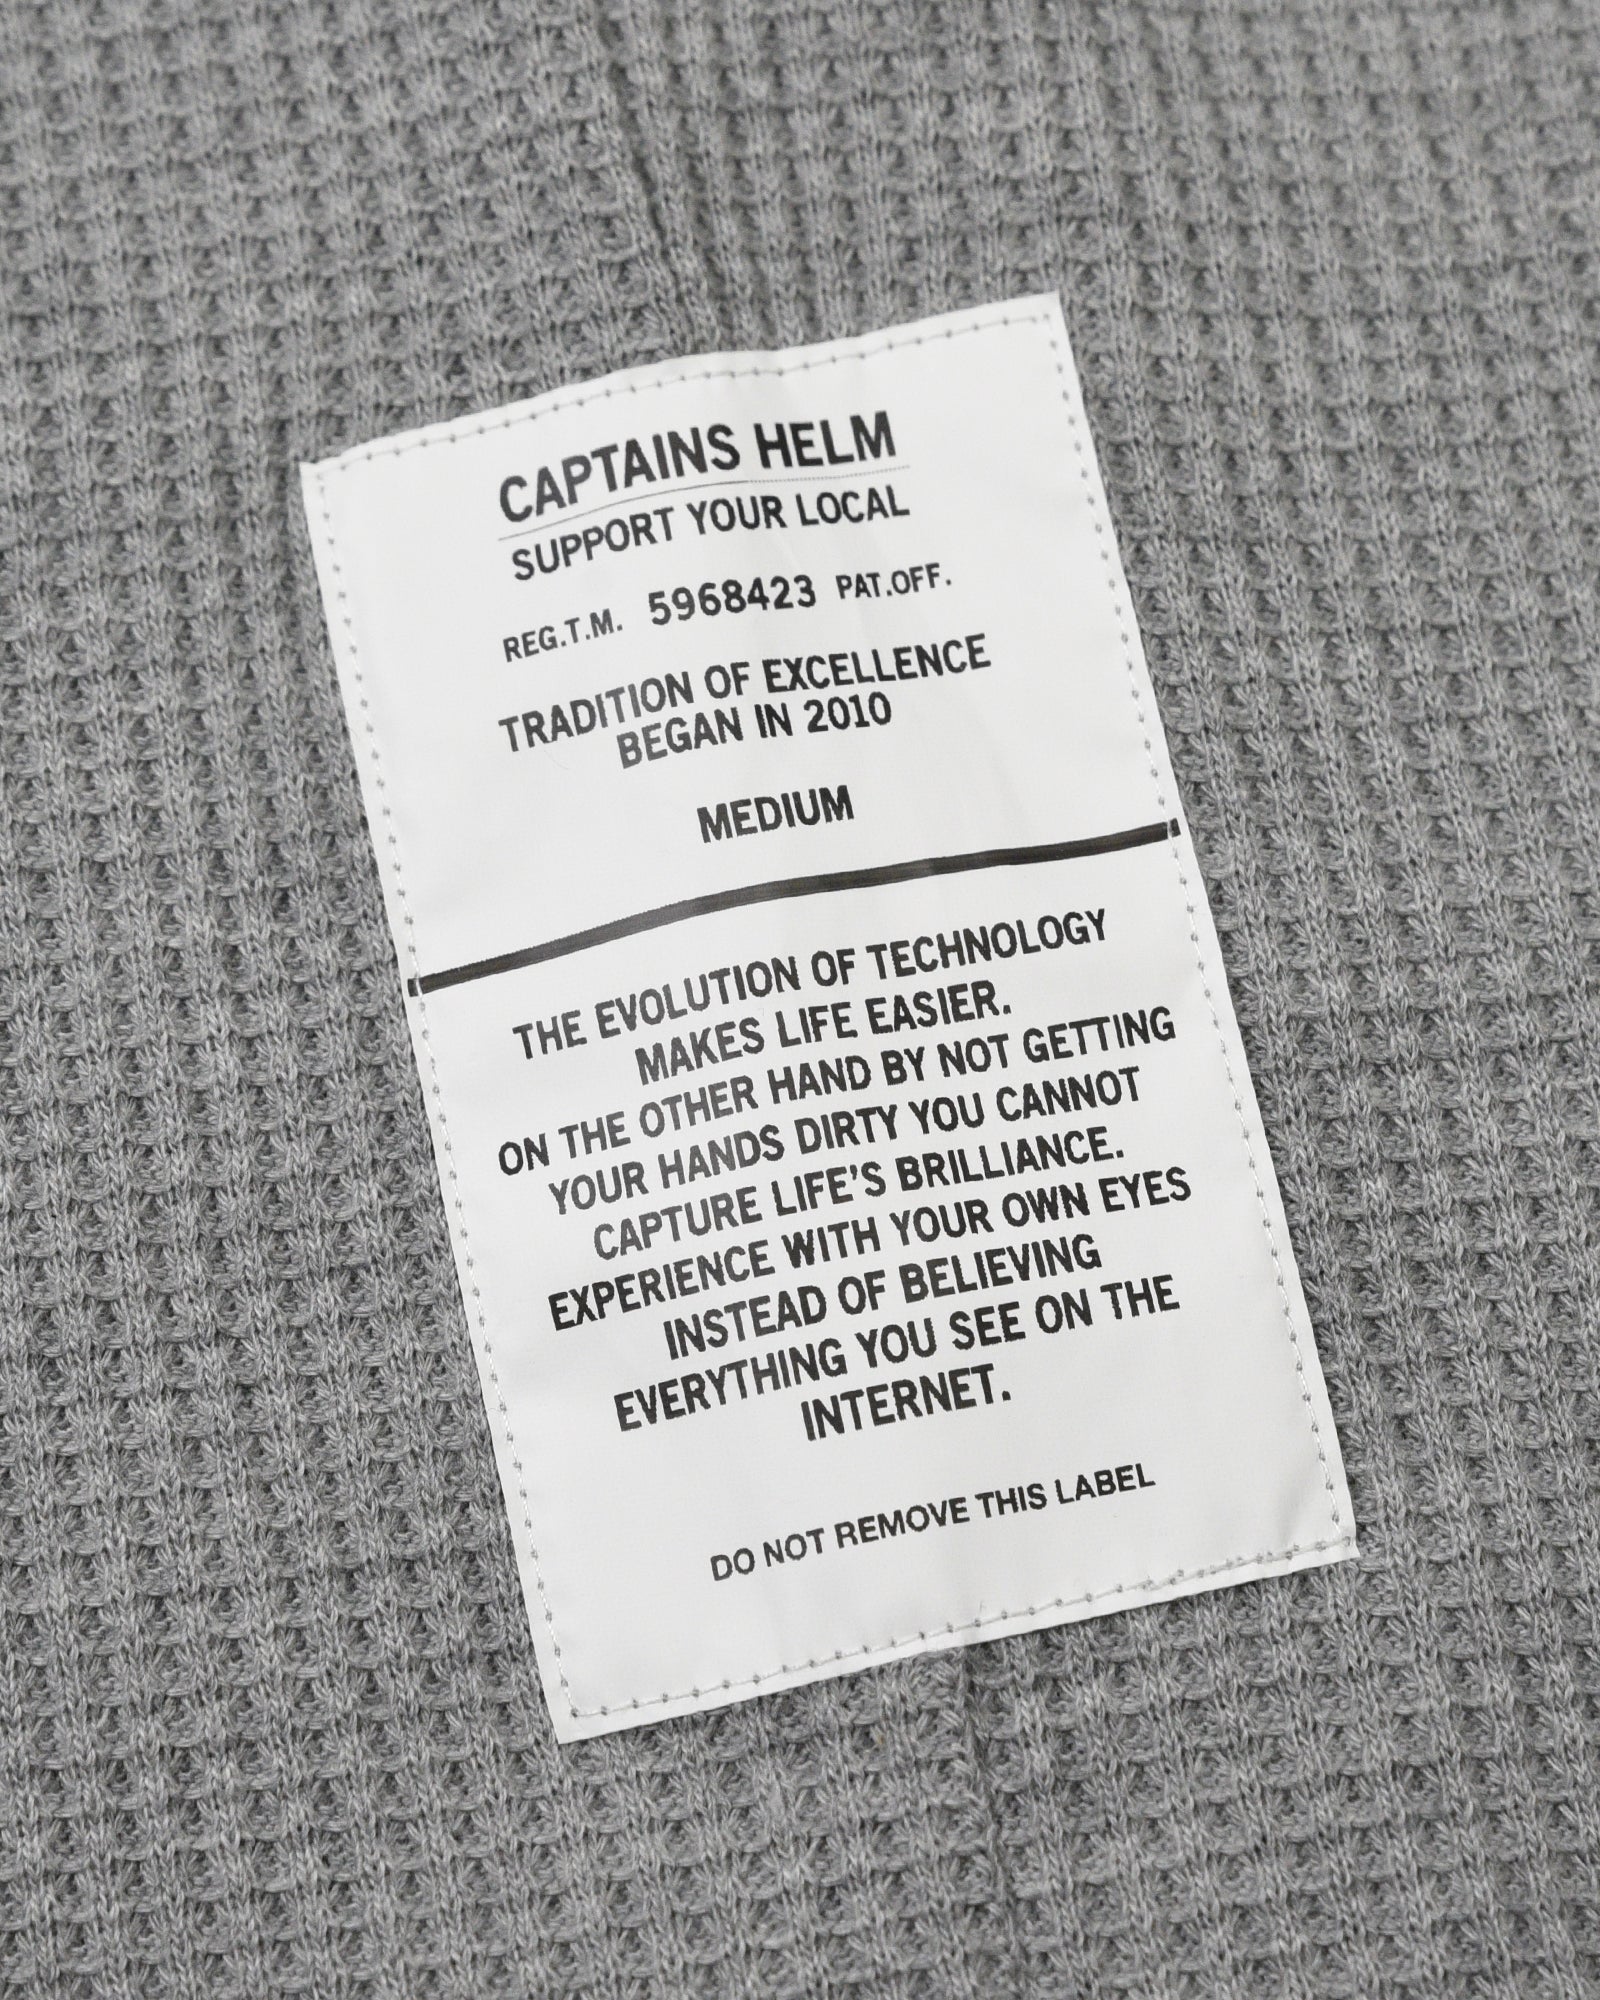 CAPTAINS HELM
SUPPORT YOUR LOCAL
REG.T.M. 5968423 PAT.OFF.
TRADITION OF EXCELLENCE
BEGAN IN 2010
MEDIUM
THE EVOLUTION OF TECHNOLOGY
MAKES LIFE EASIER.
ON THE OTHER HAND BY NOT GETTING
YOUR HANDS DIRTY YOU CANNOT
CAPTURE LIFE'S BRILLIANCE.
EXPERIENCE WITH YOUR OWN EYES
INSTEAD OF BELIEVING
EVERYTHING YOU SEE ON THE
INTERNET.
DO NOT REMOVE THIS LABEL